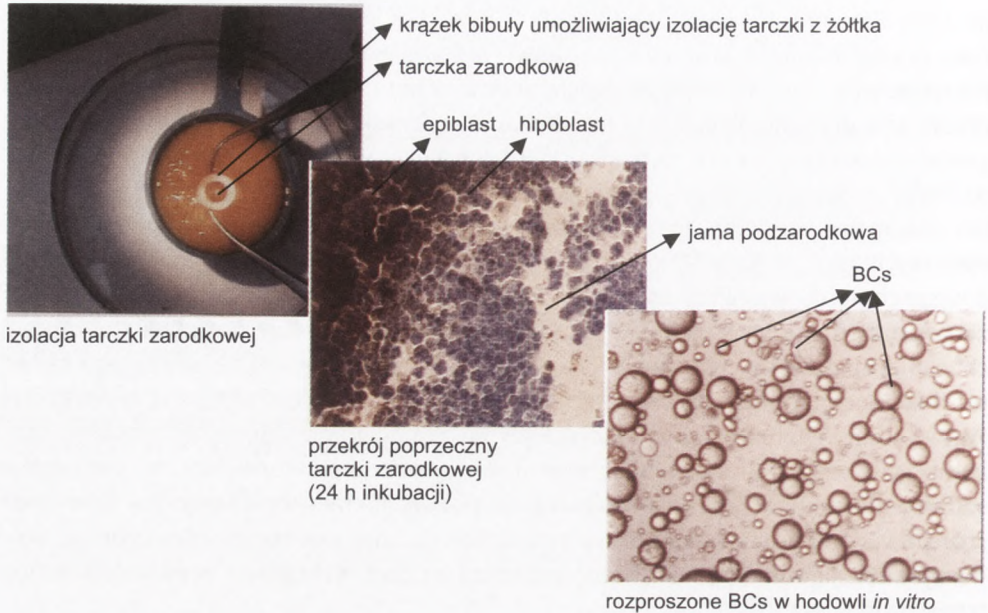 krążek bibuły umożliwiający izolację tarczki z żółtka
tarczka zarodkowa
epiblast hipoblast
jama podzarodkowa
BCs
izolacja tarczki zarodkowej
przekrój poprzeczny
tarczki zarodkowej
(24 h inkubacji)
rozproszone BCs w hodowli in vitro